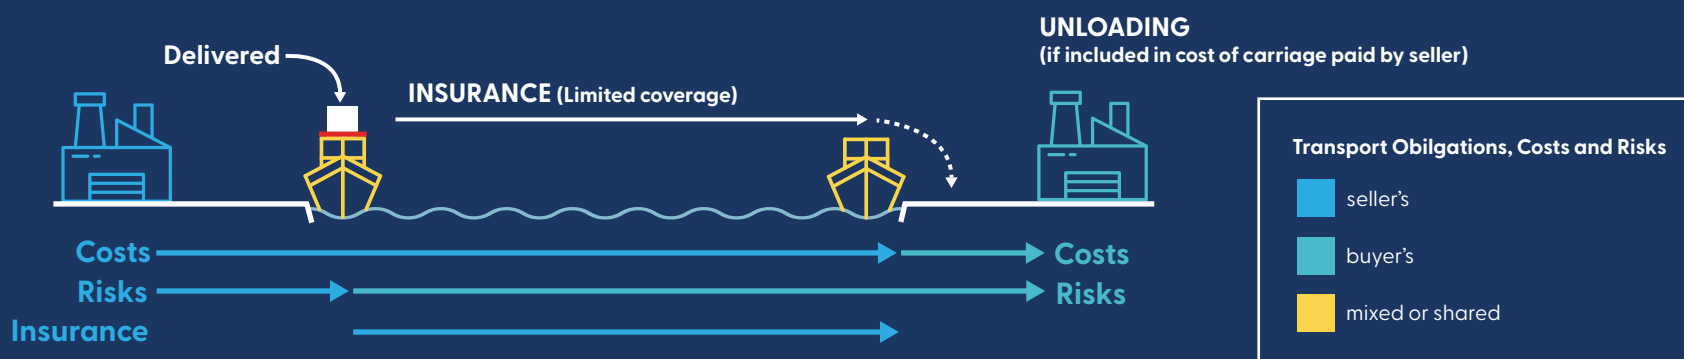 UNLOADING
(if included in cost of carriage paid by seller)
Delivered
INSURANCE (Limited coverage)
Transport Obilgations, Costs and Risks
seller's
buyer's
mixed or shared
Costs
Costs
Risks
Risks
Insurance